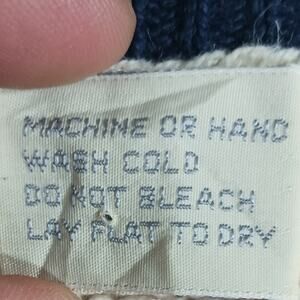 MACHINE OR HAND
WASH COLD
DO NOT BLEACH
LAY FLAT TO DRY